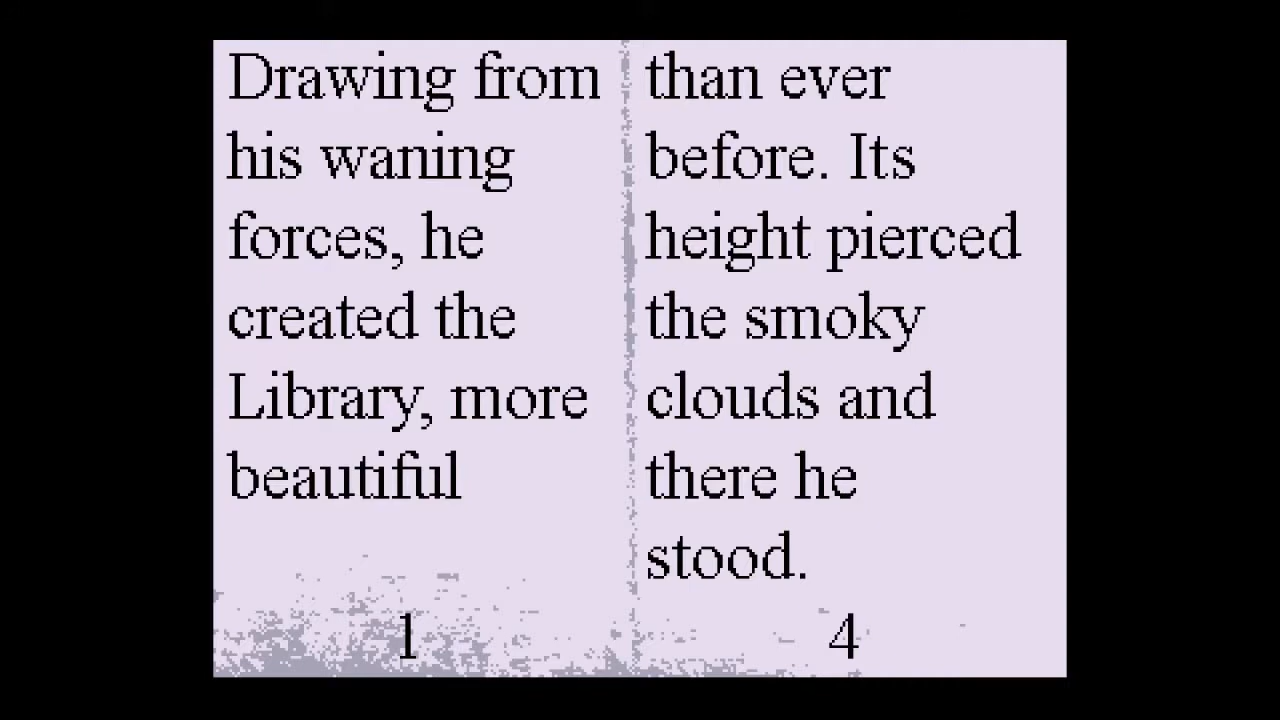 Drawing from
his waning
forces, he
created the
Library, more
beautiful
1
than ever
before. Its
height pierced
the smoky
clouds and
there he
stood.
4